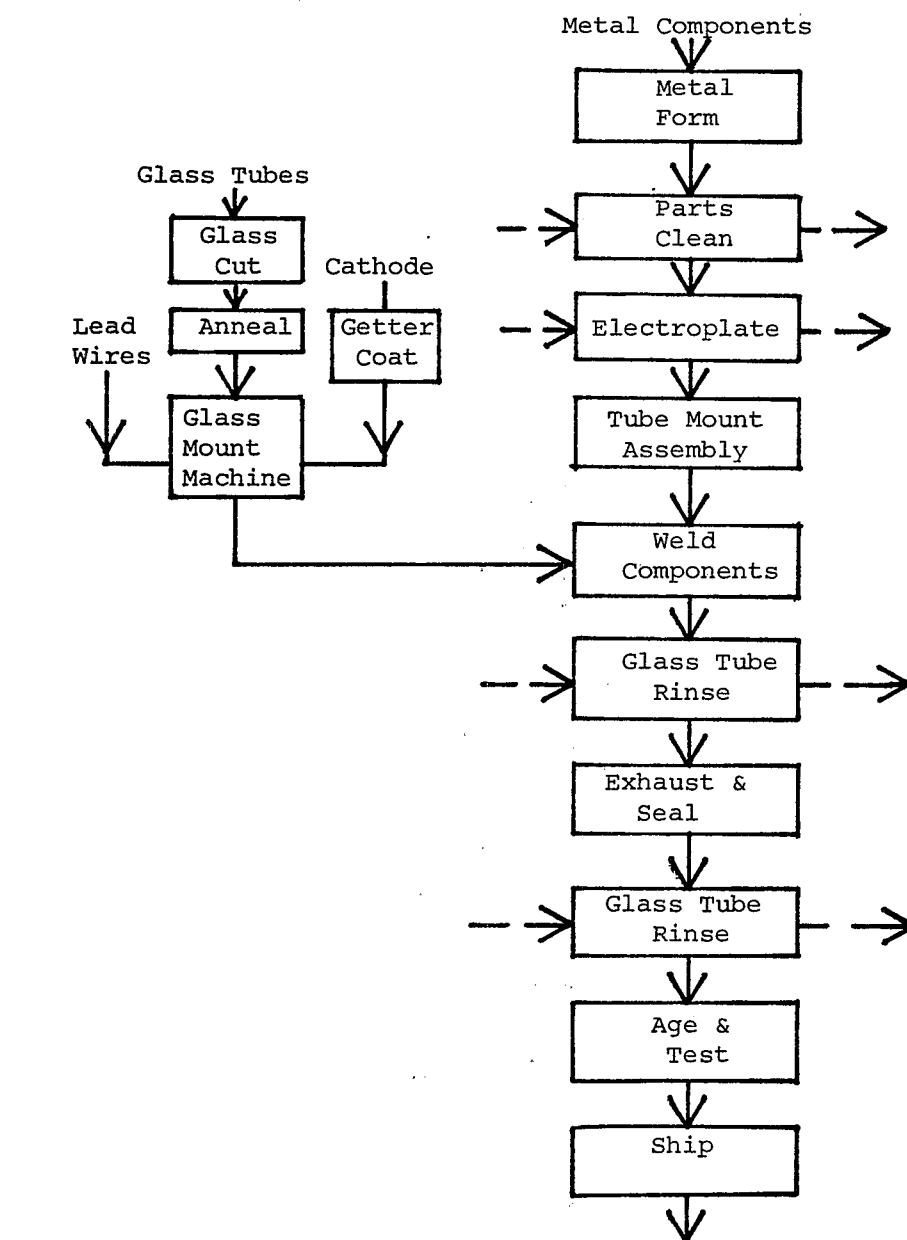 Metal Components
Metal
Form
Glass Tubes
Parts
Clean
Glass
Cut
Cathode
Lead
Wires
Anneal
Getter
Coat
Electroplate
Glass
Mount
Machine
Tube Mount
Assembly
Weld
Components
Glass Tube
Rinse
Exhaust &
Seal
Glass Tube
Rinse
Age &
Test
Ship